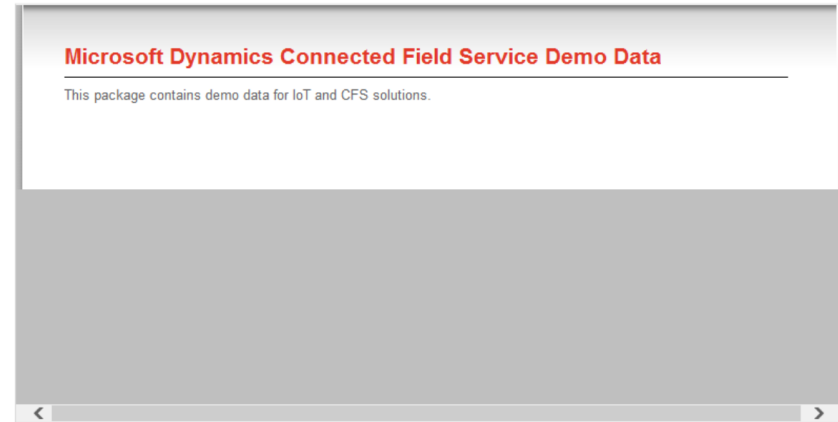 Microsoft Dynamics Connected Field Service Demo Data
This package contains demo data for IoT and CFS solutions.